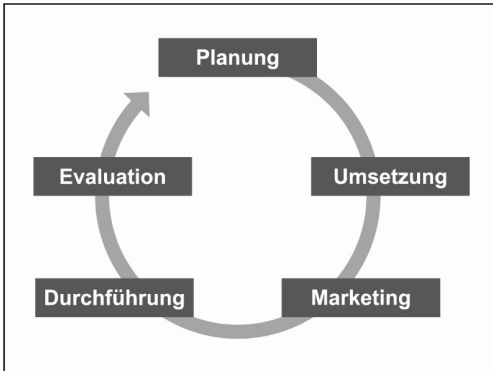 Planung
Umsetzung
Marketing
Durchführung
Evaluation